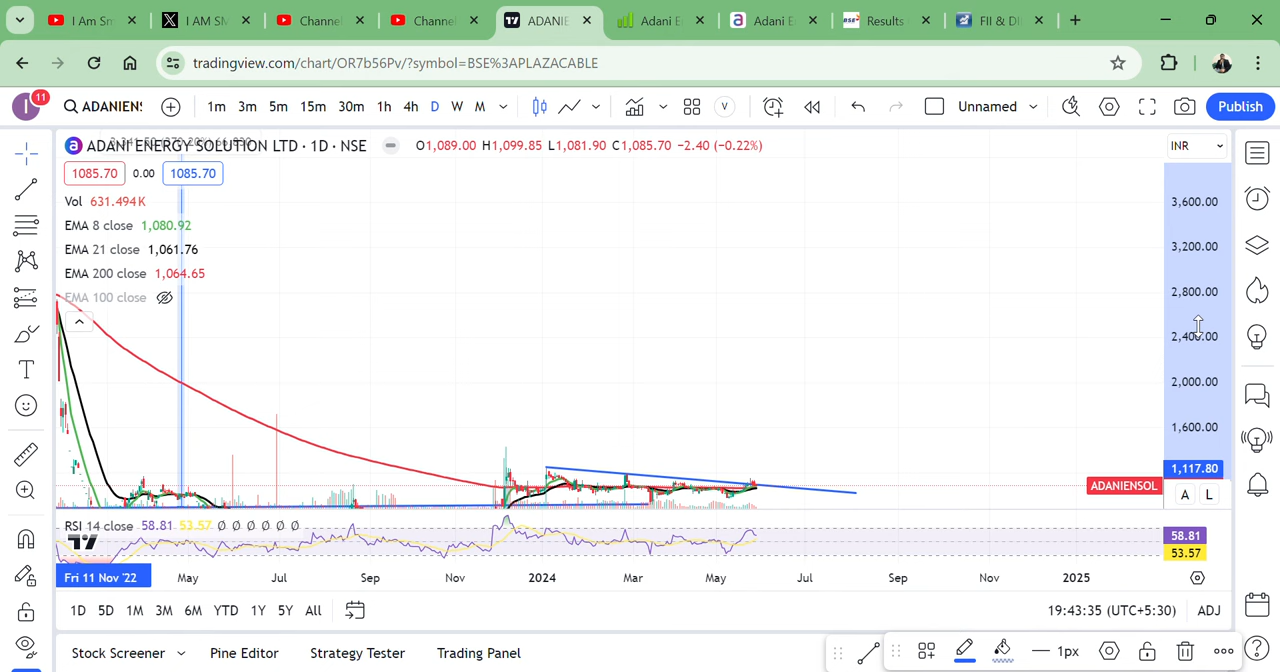 I Am Sm
I AM SM
Channel
Channel
ADANIE
Adani E
Adani E
BSE Results
FII & DI
tradingview.com/chart/OR7b56Pv/?symbol=BSE%3APLAZACABLE
I 11 ADANIENS 1m 3m 5m 15m 30m 1h 4h D W M V Unnamed Publish
ADANI ENERGY SOLUTION LTD · 1D · NSE O1,089.00 H1,099.85 L1,081.90 C1,085.70 −2.40 (−0.22%) INR
1085.70 0.00 1085.70
Vol 631.494K
EMA 8 close 1,080.92
EMA 21 close 1,061.76
EMA 200 close 1,064.65
EMA 100 close
3,600.00
3,200.00
2,800.00
2,400.00
2,000.00
1,600.00
1,117.80
ADANIENSOL
A L
RSI 14 close 58.81 53.57 Ø Ø Ø Ø Ø Ø
58.81
53.57
Fri 11 Nov '22 May Jul Sep Nov 2024 Mar May Jul Sep Nov 2025
1D 5D 1M 3M 6M YTD 1Y 5Y All 19:43:35 (UTC+5:30) ADJ
Stock Screener Pine Editor Strategy Tester Trading Panel 1px